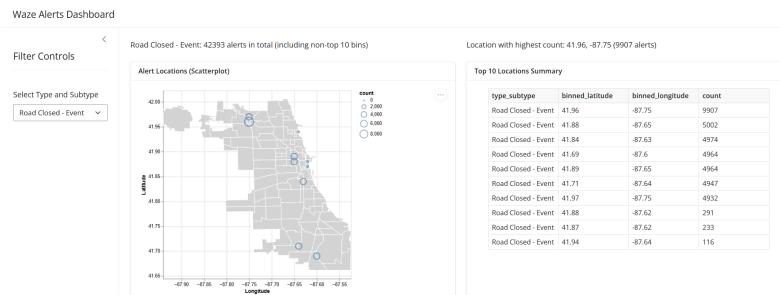 Waze Alerts Dashboard
Filter Controls
Select Type and Subtype
Road Closed - Event
Road Closed - Event: 42393 alerts in total (including non-top 10 bins)
Alert Locations (Scatterplot)
count
0
2,000
4,000
6,000
8,000
42.00
41.95
41.90
41.85
41.80
41.75
41.70
41.65
Latitude
−87.90 −87.85 −87.80 −87.75 −87.70 −87.65 −87.60 −87.55
Longitude
Location with highest count: 41.96, -87.75 (9907 alerts)
Top 10 Locations Summary
type_subtype binned_latitude binned_longitude count
Road Closed - Event 41.96 -87.75 9907
Road Closed - Event 41.88 -87.65 5002
Road Closed - Event 41.84 -87.63 4974
Road Closed - Event 41.69 -87.6 4964
Road Closed - Event 41.89 -87.65 4964
Road Closed - Event 41.71 -87.64 4947
Road Closed - Event 41.97 -87.75 4932
Road Closed - Event 41.88 -87.62 291
Road Closed - Event 41.87 -87.62 233
Road Closed - Event 41.94 -87.64 116